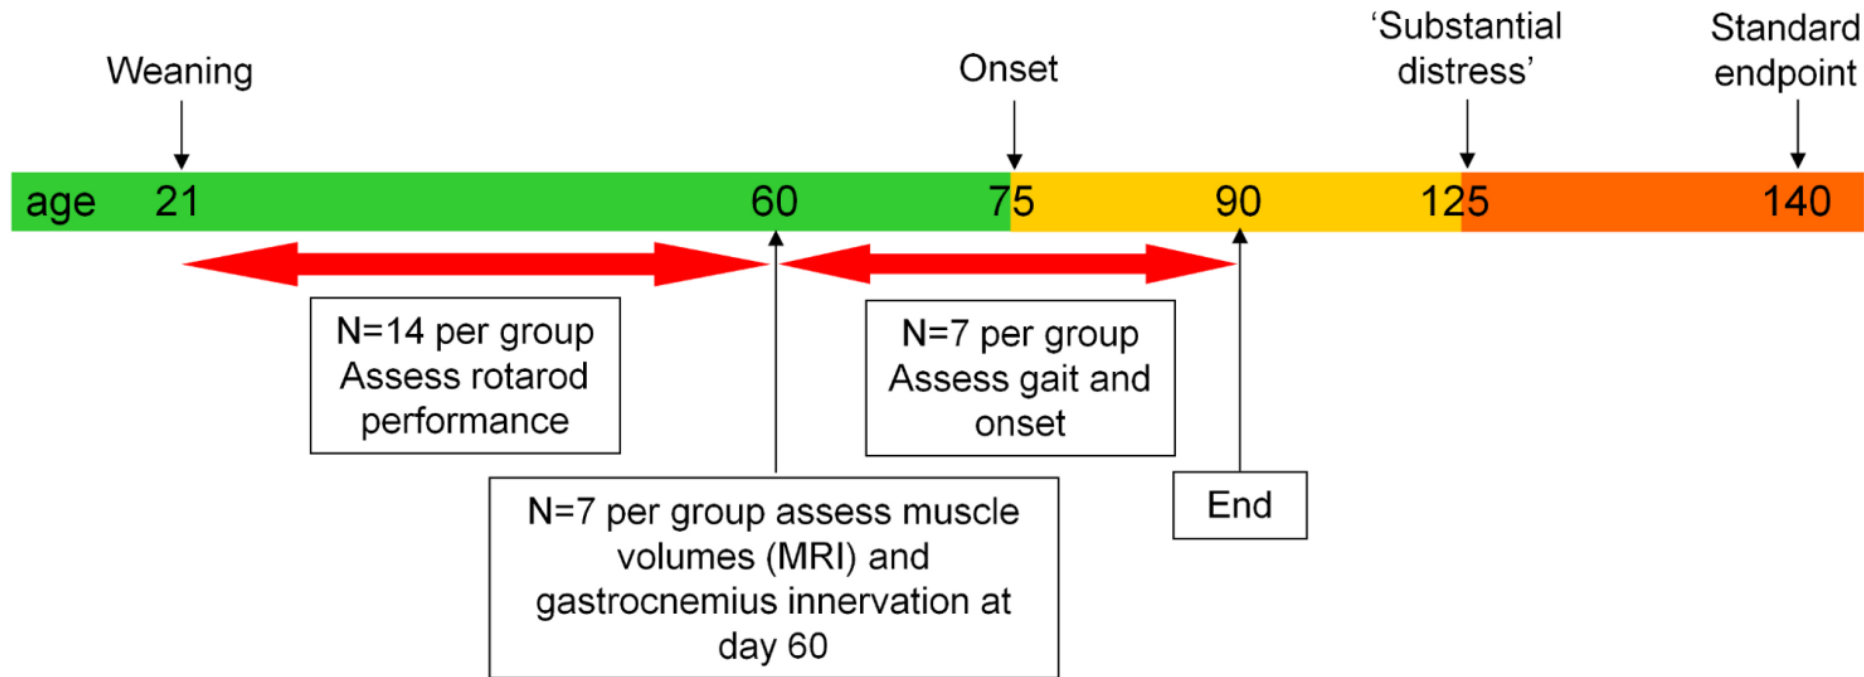 Weaning
Onset
‘Substantial
distress’
Standard
endpoint
age 21 60 75 90 125 140
N=14 per group
Assess rotarod
performance
N=7 per group
Assess gait and
onset
N=7 per group assess muscle
volumes (MRI) and
gastrocnemius innervation at
day 60
End